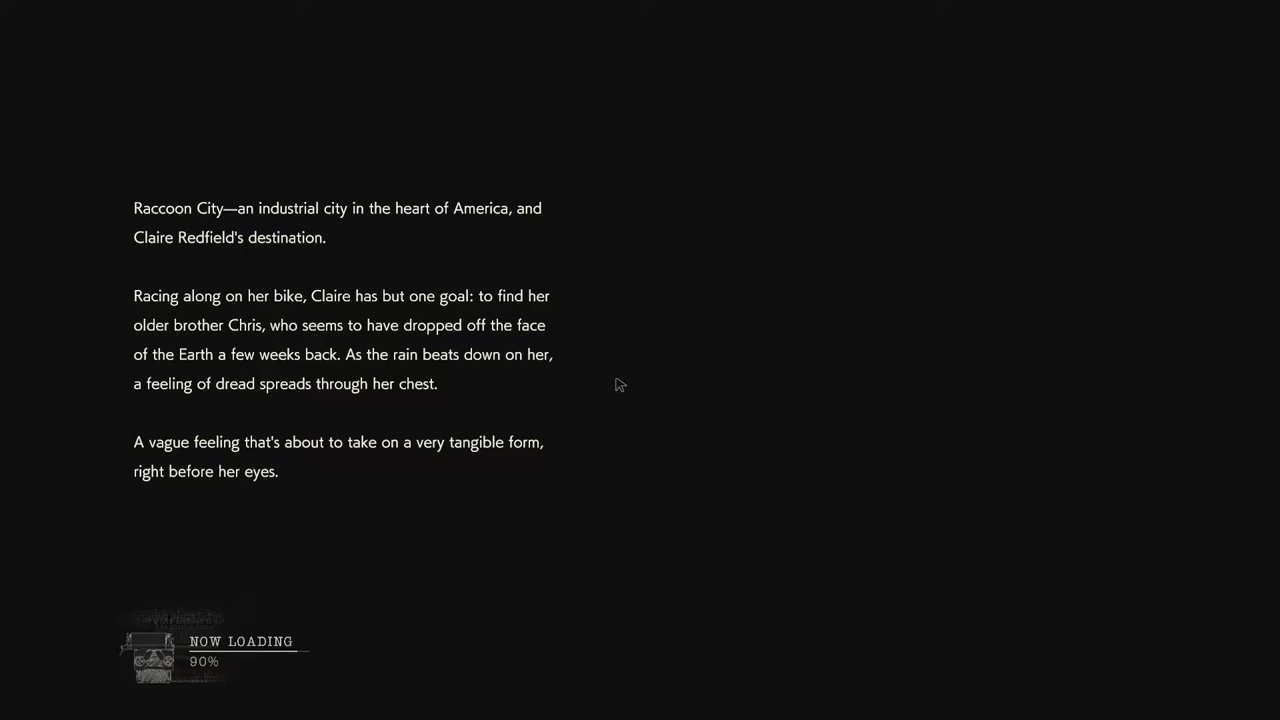 Raccoon City—an industrial city in the heart of America, and
Claire Redfield's destination.
Racing along on her bike, Claire has but one goal: to find her
older brother Chris, who seems to have dropped off the face
of the Earth a few weeks back. As the rain beats down on her,
a feeling of dread spreads through her chest.
A vague feeling that's about to take on a very tangible form,
right before her eyes.
NOW LOADING
90%